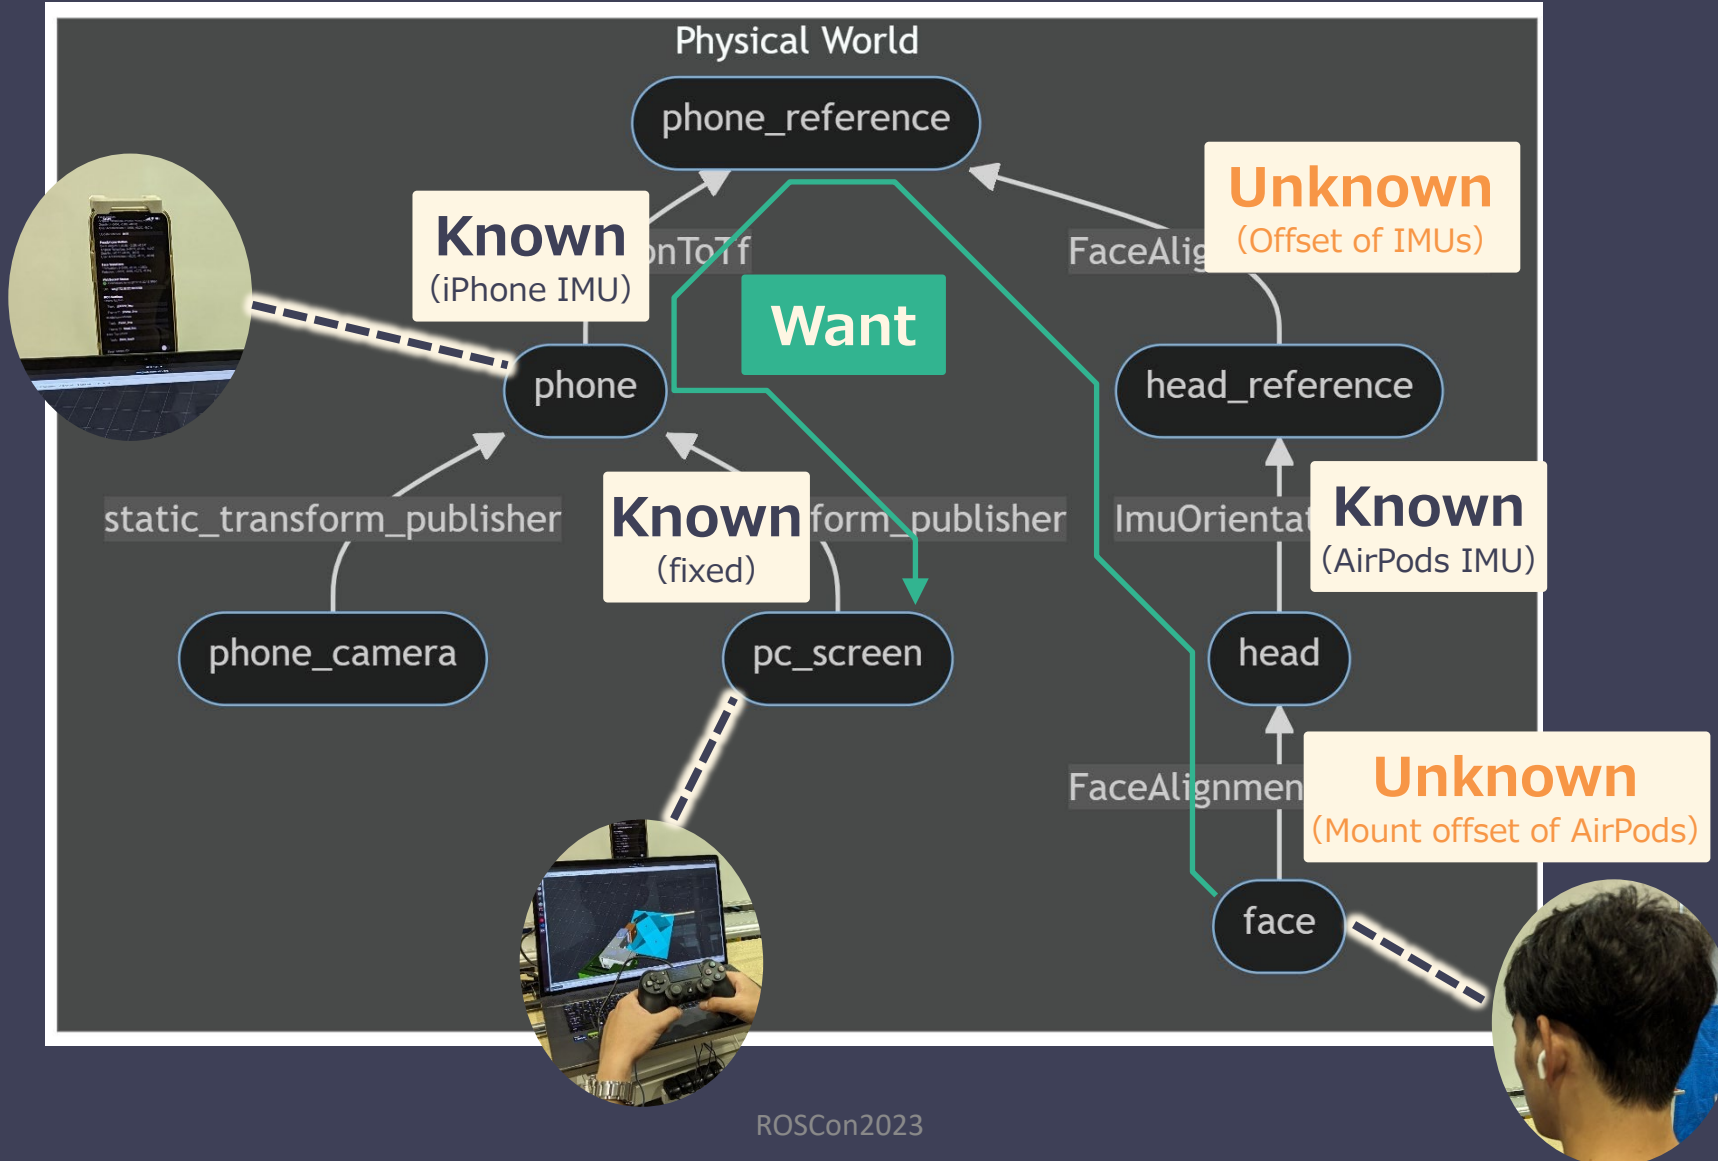 Physical World
phone_reference
Known
(iPhone IMU)
onToTf
Unknown
(Offset of IMUs)
FaceAlig
Want
phone
head_reference
static_transform_publisher
Known
(fixed)
form_publisher
ImuOrientat
Known
(AirPods IMU)
phone_camera
pc_screen
head
FaceAlignmen
Unknown
(Mount offset of AirPods)
face
ROSCon2023